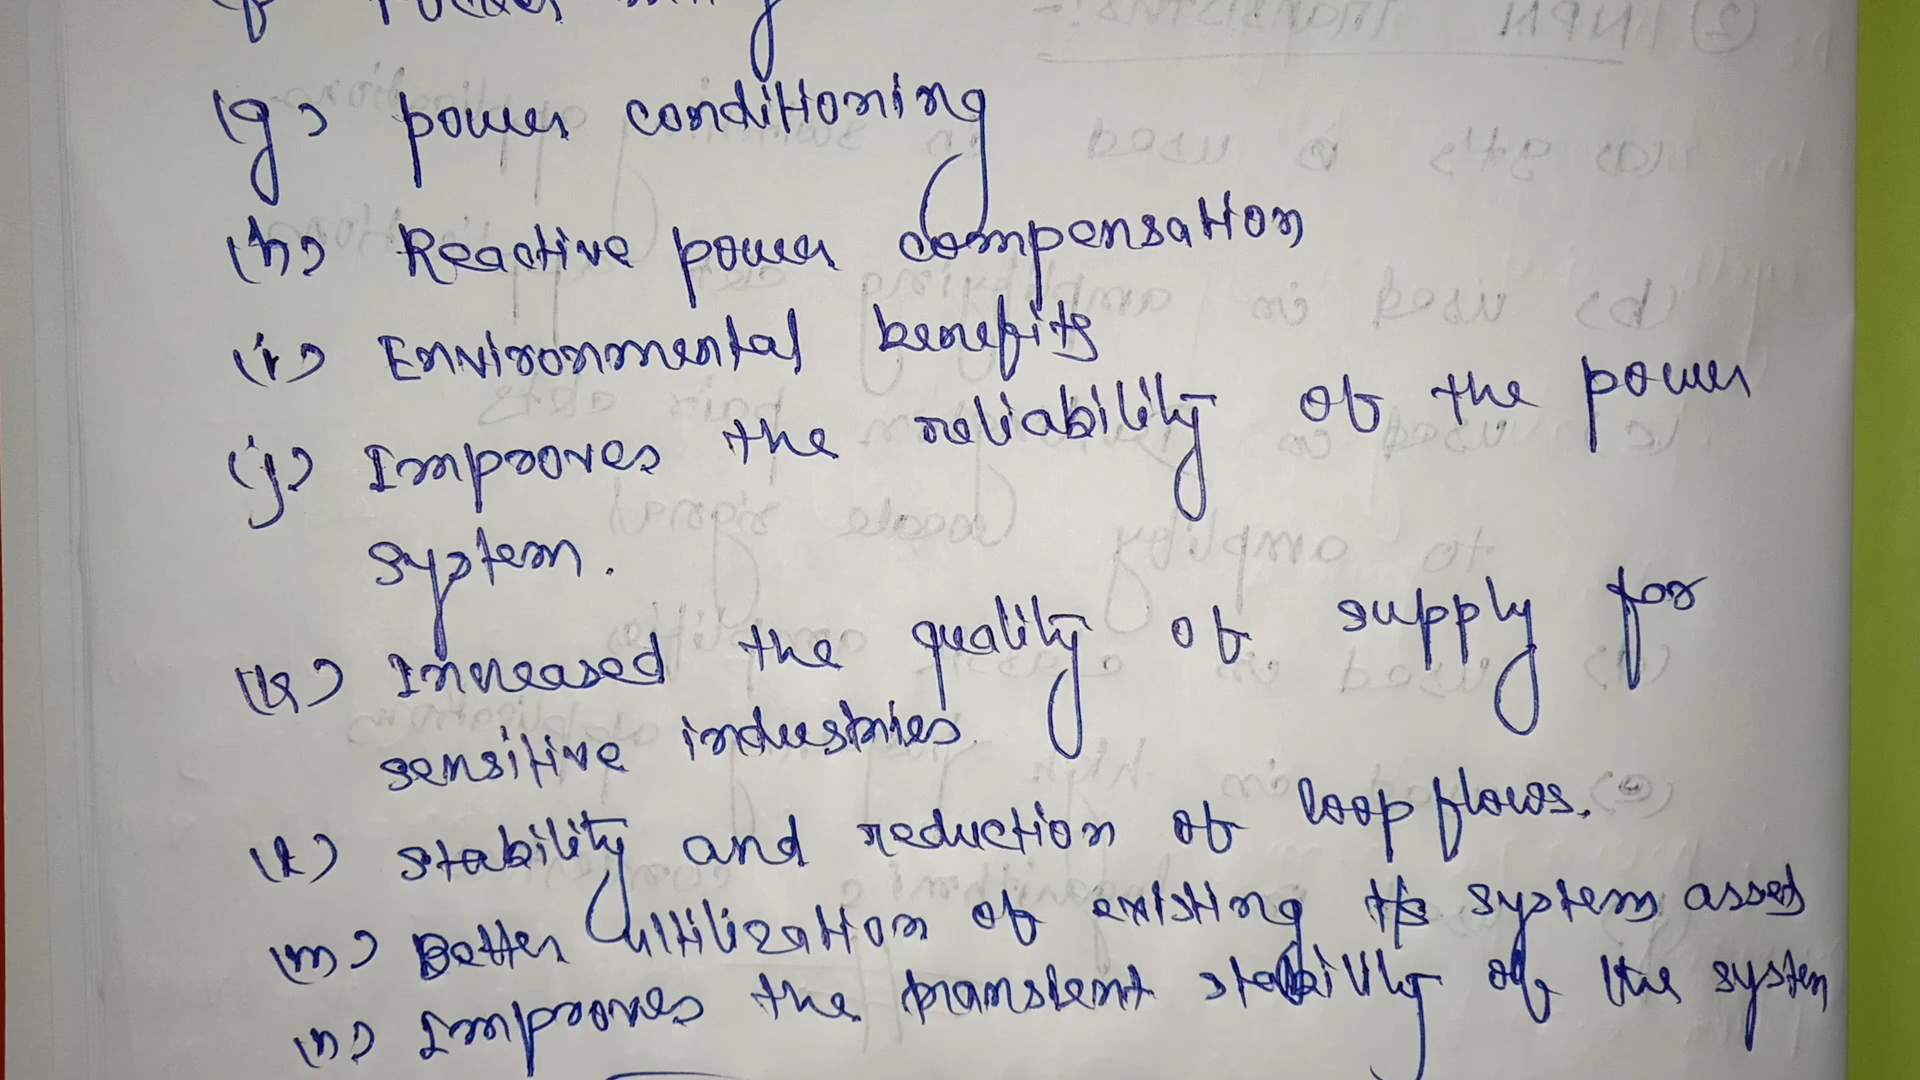 (g) power conditioning
(h) Reactive power compensation
(i) Environmental benefits
(j) Improves the reliability of the power
system.
(k) Increased the quality of supply for
sensitive industries.
(l) stability and reduction of loop flows.
(m) Better ultilization of existing system assets
(n) Improves the transient stability of the system